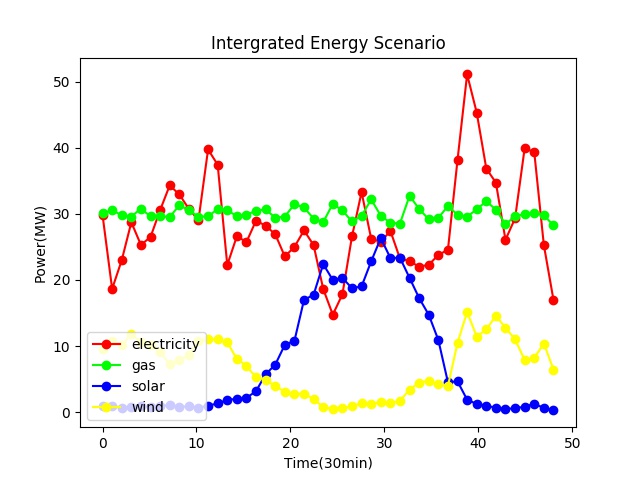 Intergrated Energy Scenario
Power(MW)
50
40
30
20
10
0
electricity
gas
solar
wind
0 10 20 30 40 50
Time(30min)